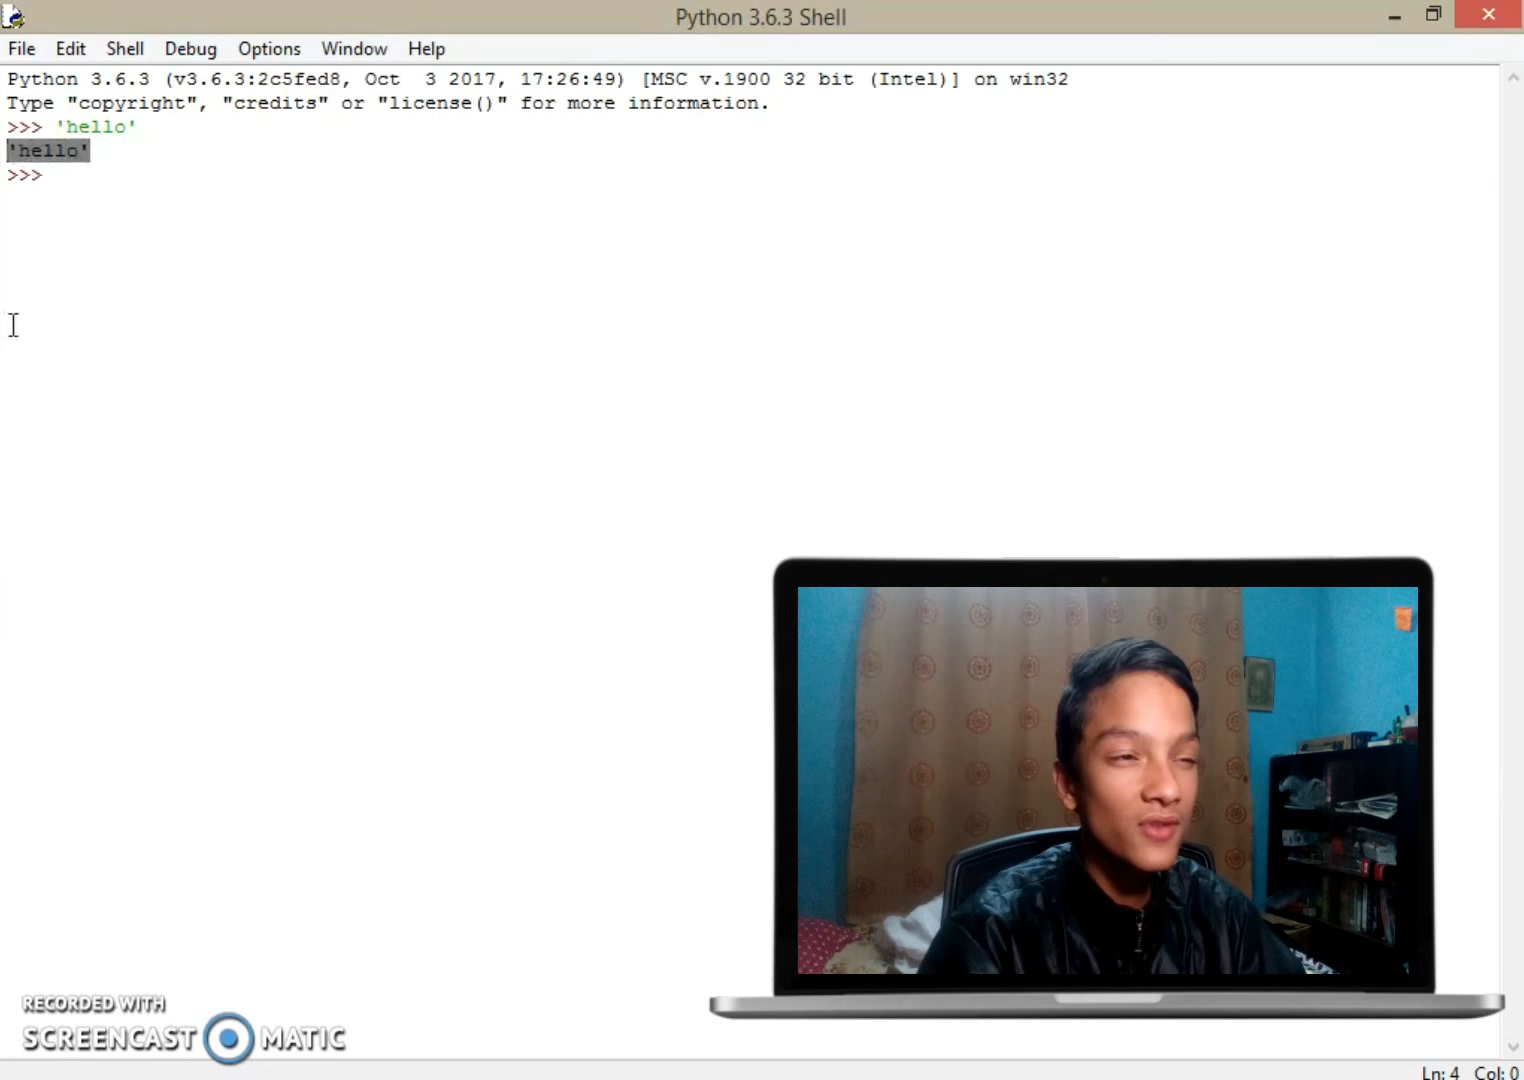 Python 3.6.3 Shell
File Edit Shell Debug Options Window Help
Python 3.6.3 (v3.6.3:2c5fed8, Oct  3 2017, 17:26:49) [MSC v.1900 32 bit (Intel)] on win32
Type "copyright", "credits" or "license()" for more information.
>>> 'hello'
'hello'
>>>
RECORDED WITH
SCREENCAST MATIC
Ln: 4 Col: 0